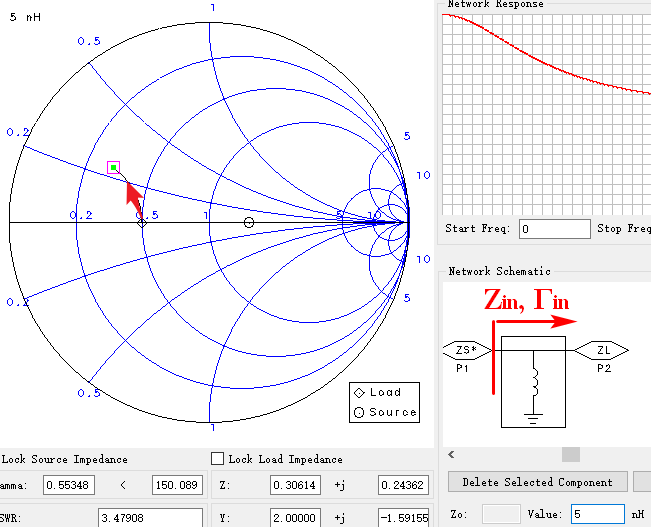 5 nH
1
0.5
0.2
0.2
0.5
1
5
10
5
10
10
5
0.2
0.5
1
Load
Source
Network Response
Start Freq: 0 Stop Freq
Network Schematic
Zin, Γin
ZS*
ZL
P1
P2
<
Lock Source Impedance
Lock Load Impedance
amma: 0.55348 < 150.089
Z: 0.30614 +j 0.24362
SWR: 3.47908
Y: 2.00000 +j -1.59155
Delete Selected Component
Zo: Value: 5 nH